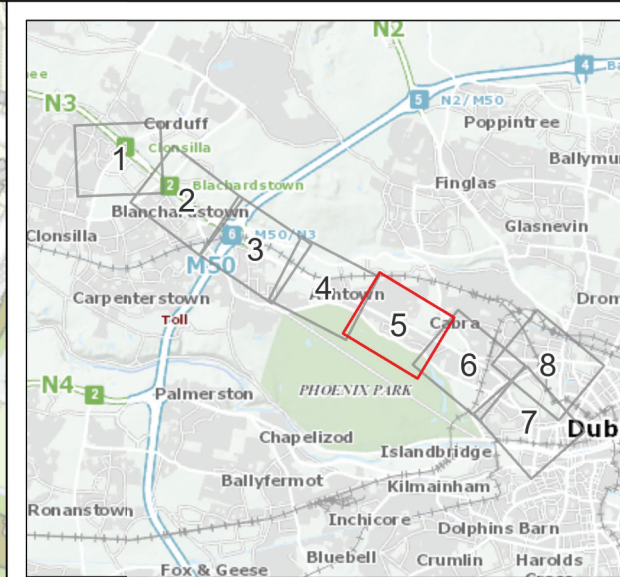 N2
4
Ba
5 N2/M50
nee
N3
Corduff
Poppintree
4
Clonsilla
1
Ballymu
2 Blachardstown
Finglas
2
Blanchardstown
Glasnevin
Clonsilla
6 M50/N3
3
M50
4
Carpenterstown
Ashtown
Drom
5
Toll
Cabra
8
6
N4 2
Palmerston
PHOENIX PARK
7
Dub
Chapelizod
Islandbridge
Ballyfermot
Kilmainham
Ronanstown
Inchicore
Dolphins Barn
Bluebell
Crumlin
Harolds
Fox & Geese